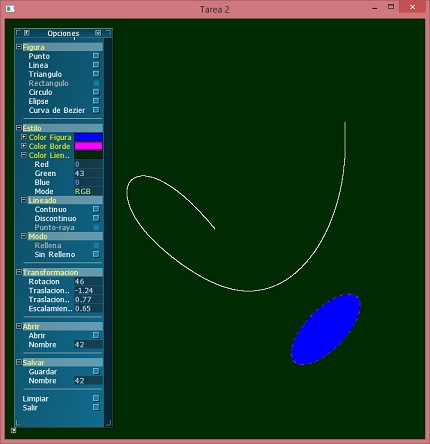 Tarea 2
Opciones
Figura
Punto
Linea
Triangulo
Rectangulo
Circulo
Elipse
Curva de Bezier
Estilo
Color Figura
Color Borde
Color Lien..
Red 0
Green 43
Blue 0
Mode RGB
Lineado
Continuo
Discontinuo
Punto-raya
Modo
Rellena
Sin Relleno
Transformacion
Rotacion 46
Traslacion.. -1.24
Traslacion.. 0.77
Escalamien.. 0.65
Abrir
Abrir
Nombre 42
Salvar
Guardar
Nombre 42
Limpiar
Salir